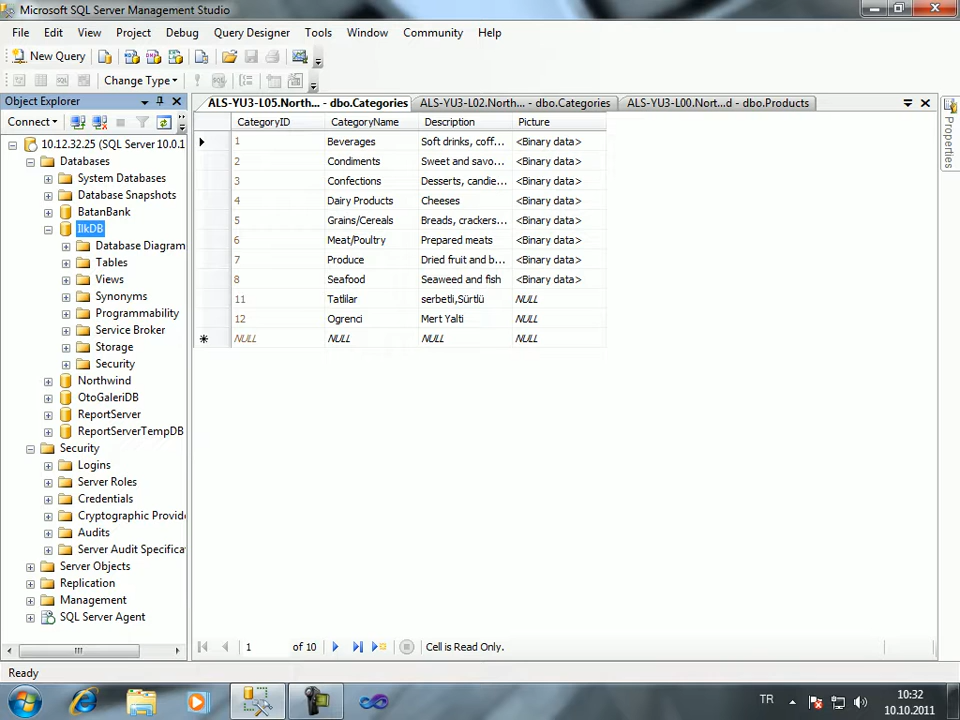 Microsoft SQL Server Management Studio
File Edit View Project Debug Query Designer Tools Window Community Help
New Query
Change Type
Object Explorer
ALS-YU3-L05.North... - dbo.Categories
ALS-YU3-L02.North... - dbo.Categories
ALS-YU3-L00.Nort...d - dbo.Products
Connect
10.12.32.25 (SQL Server 10.0.1
Databases
System Databases
Database Snapshots
BatanBank
IlkDB
Database Diagram
Tables
Views
Synonyms
Programmability
Service Broker
Storage
Security
Northwind
OtoGaleriDB
ReportServer
ReportServerTempDB
Security
Logins
Server Roles
Credentials
Cryptographic Provide
Audits
Server Audit Specifica
Server Objects
Replication
Management
SQL Server Agent
CategoryID CategoryName Description Picture
1 Beverages Soft drinks, coff... <Binary data>
2 Condiments Sweet and savo... <Binary data>
3 Confections Desserts, candie... <Binary data>
4 Dairy Products Cheeses <Binary data>
5 Grains/Cereals Breads, crackers... <Binary data>
6 Meat/Poultry Prepared meats <Binary data>
7 Produce Dried fruit and b... <Binary data>
8 Seafood Seaweed and fish <Binary data>
11 Tatlilar serbetli,Sürtlü NULL
12 Ogrenci Mert Yalti NULL
NULL NULL NULL NULL
1 of 10 Cell is Read Only.
Properties
Ready
TR
10:32
10.10.2011